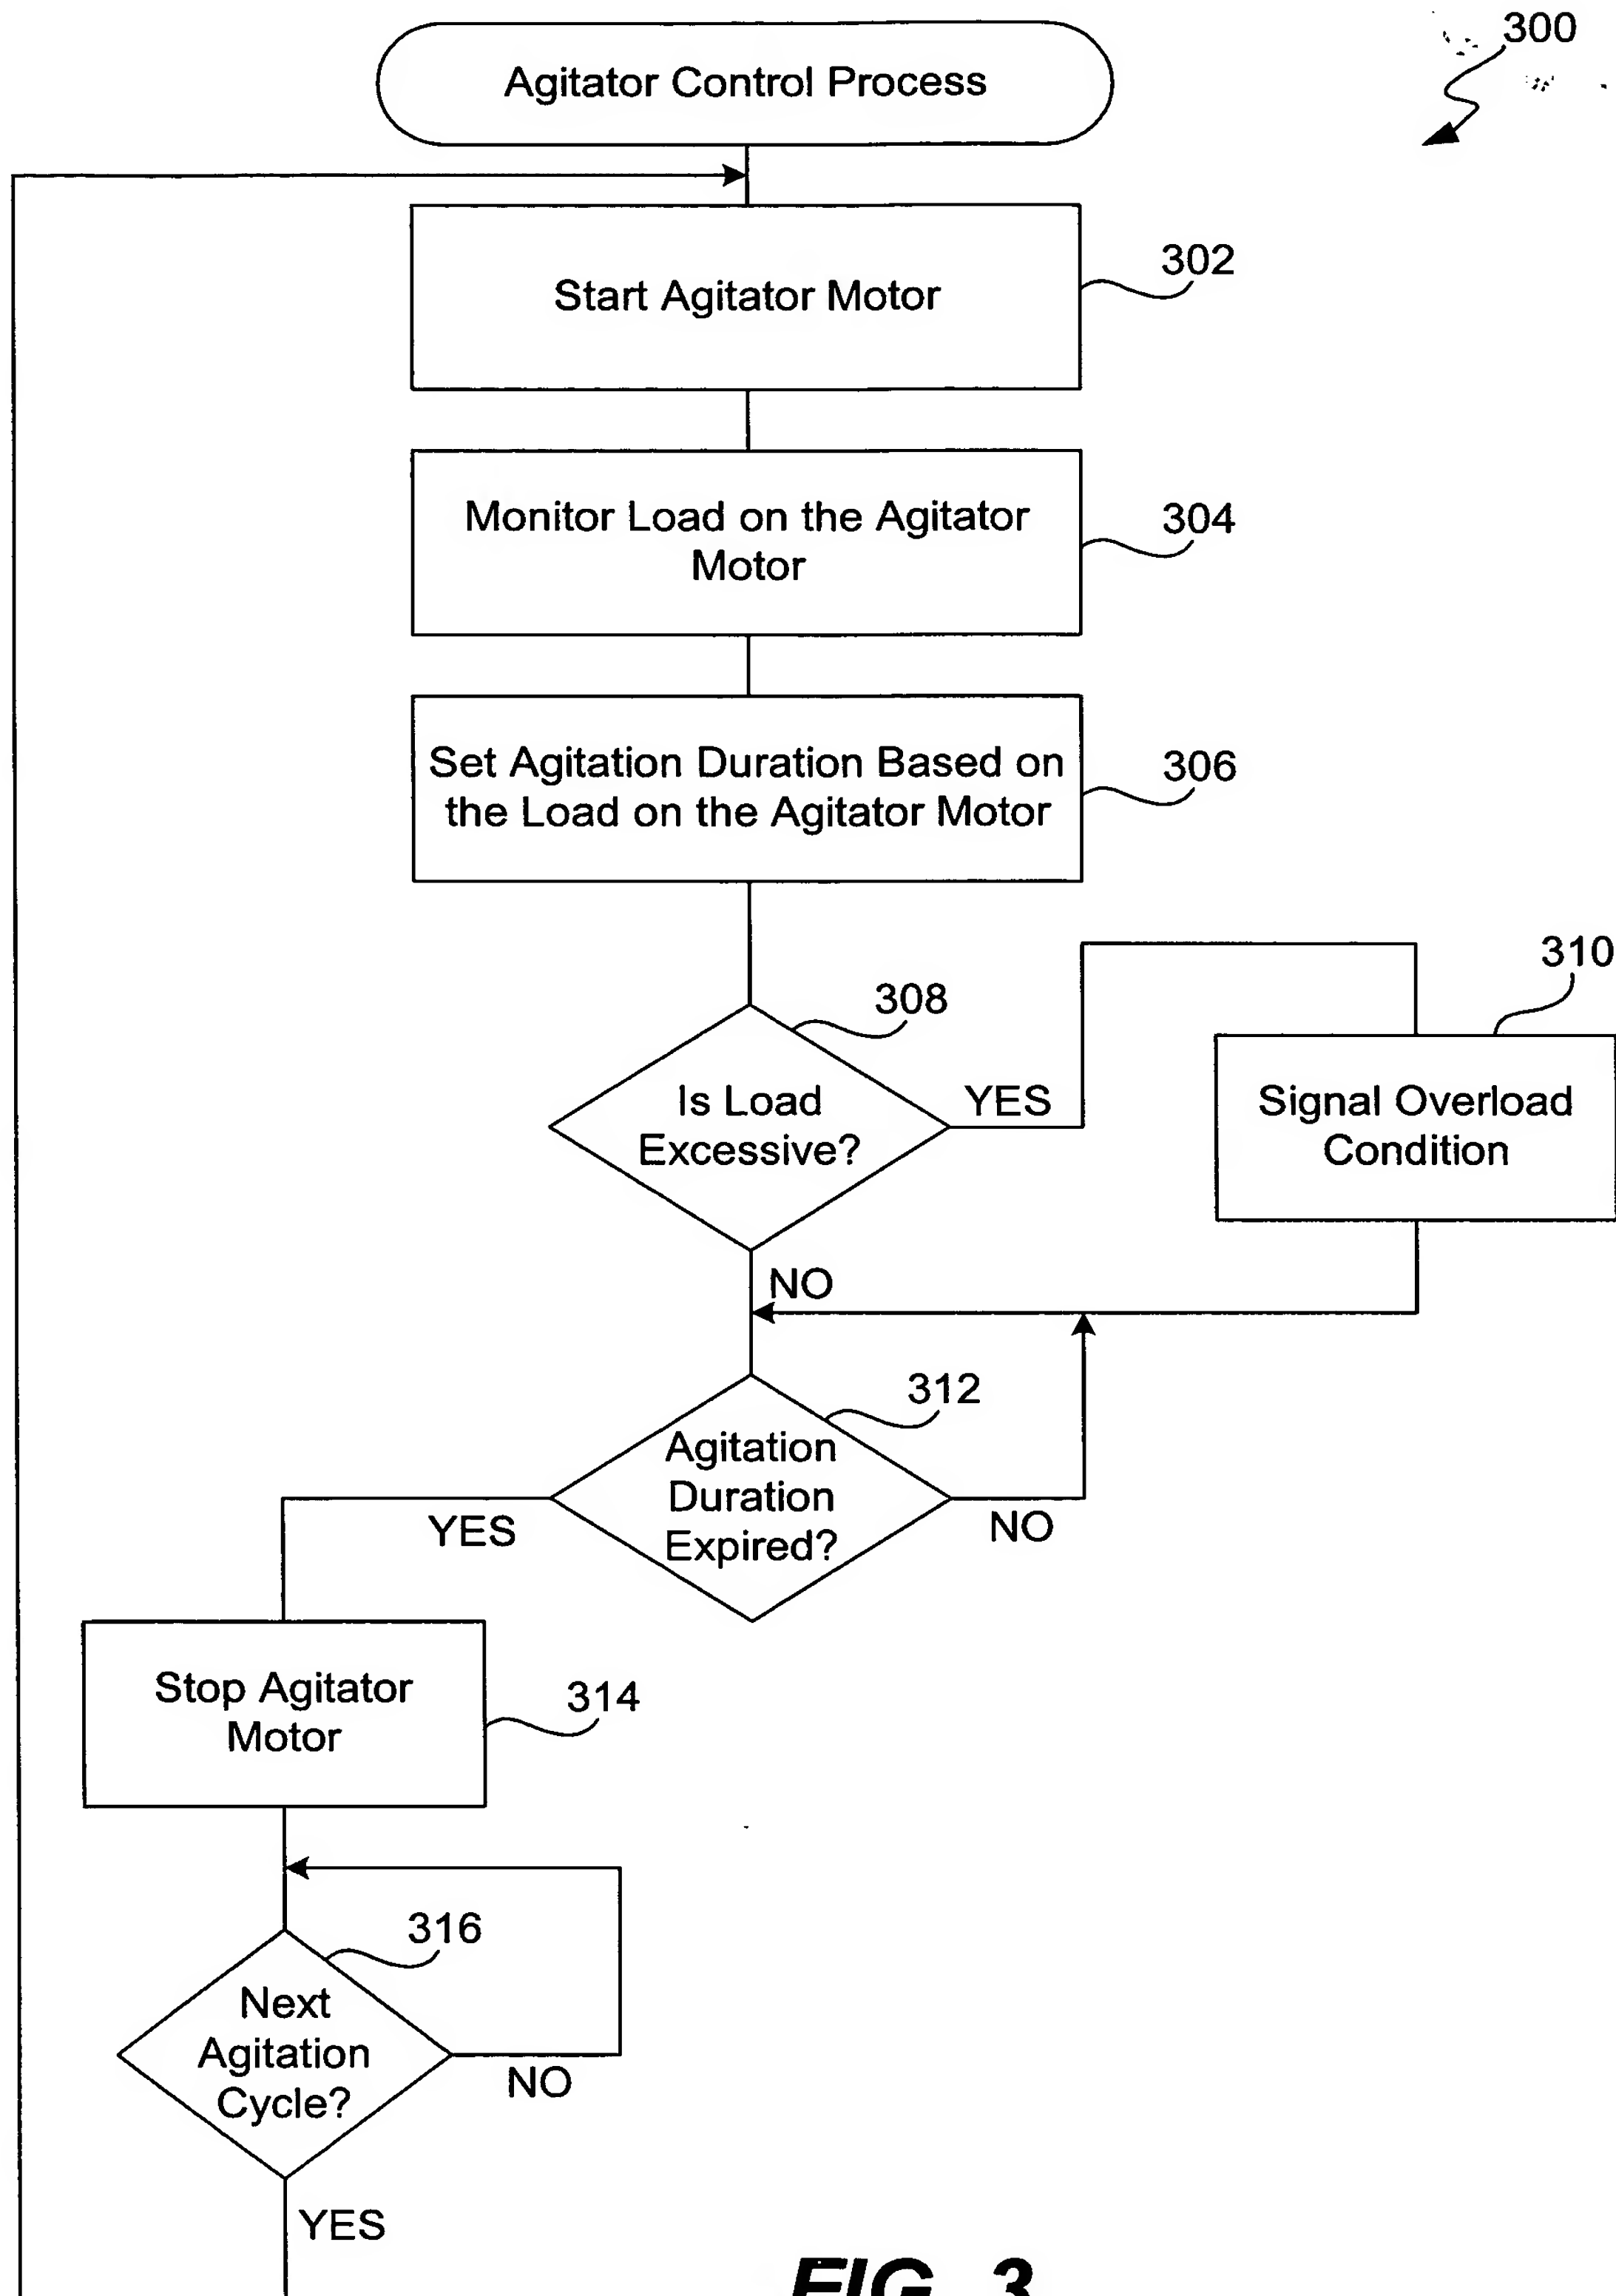 300
Agitator Control Process
302
Start Agitator Motor
Monitor Load on the Agitator
Motor
304
Set Agitation Duration Based on
the Load on the Agitator Motor
306
308
310
Is Load
Excessive?
YES
Signal Overload
Condition
NO
312
Agitation
Duration
Expired?
YES
NO
Stop Agitator
Motor
314
316
Next
Agitation
Cycle?
NO
YES
FIG. 3